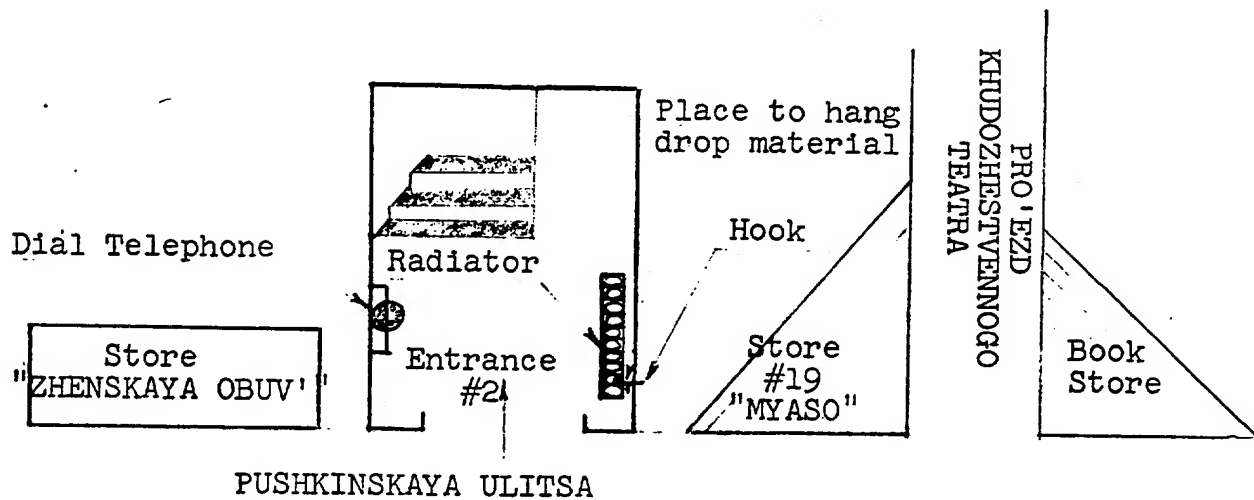 Place to hang
drop material
PRO'EZD
KHUDOZHESTVENNOGO
TEATRA
Dial Telephone
Radiator
Hook
Store
"ZHENSKAYA OBUV'"
Entrance
#2
Store
#19
"MYASO"
Book
Store
PUSHKINSKAYA ULITSA